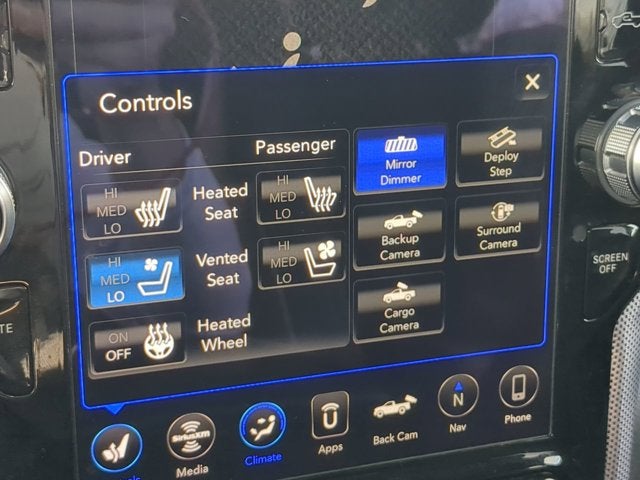 Controls
Driver
Passenger
HI
MED
LO
Heated
Seat
HI
MED
LO
HI
MED
LO
Vented
Seat
HI
MED
LO
ON
OFF
Heated
Wheel
Mirror
Dimmer
Deploy
Step
Backup
Camera
Surround
Camera
Cargo
Camera
SCREEN
OFF
SiriusXM
Media
Climate
Apps
Back Cam
N
Nav
Phone